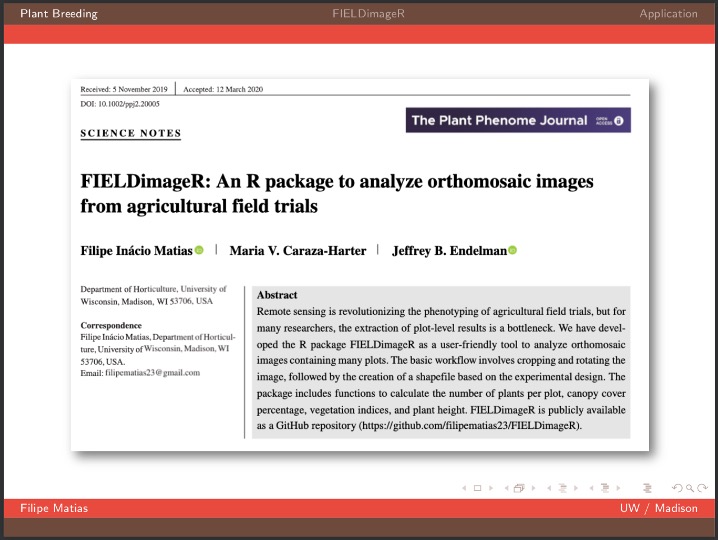 Plant Breeding FIELDimageR Application
Received: 5 November 2019 | Accepted: 12 March 2020
DOI: 10.1002/ppj2.20005
The Plant Phenome Journal OPEN ACCESS
SCIENCE NOTES
FIELDimageR: An R package to analyze orthomosaic images
from agricultural field trials
Filipe Inácio Matias | Maria V. Caraza-Harter | Jeffrey B. Endelman
Department of Horticulture, University of
Wisconsin, Madison, WI 53706, USA
Correspondence
Filipe Inácio Matias, Department of Horticul-
ture, University of Wisconsin, Madison, WI
53706, USA.
Email: filipematias23@gmail.com
Abstract
Remote sensing is revolutionizing the phenotyping of agricultural field trials, but for
many researchers, the extraction of plot-level results is a bottleneck. We have devel-
oped the R package FIELDimageR as a user-friendly tool to analyze orthomosaic
images containing many plots. The basic workflow involves cropping and rotating the
image, followed by the creation of a shapefile based on the experimental design. The
package includes functions to calculate the number of plants per plot, canopy cover
percentage, vegetation indices, and plant height. FIELDimageR is publicly available
as a GitHub repository (https://github.com/filipematias23/FIELDimageR).
Filipe Matias UW / Madison